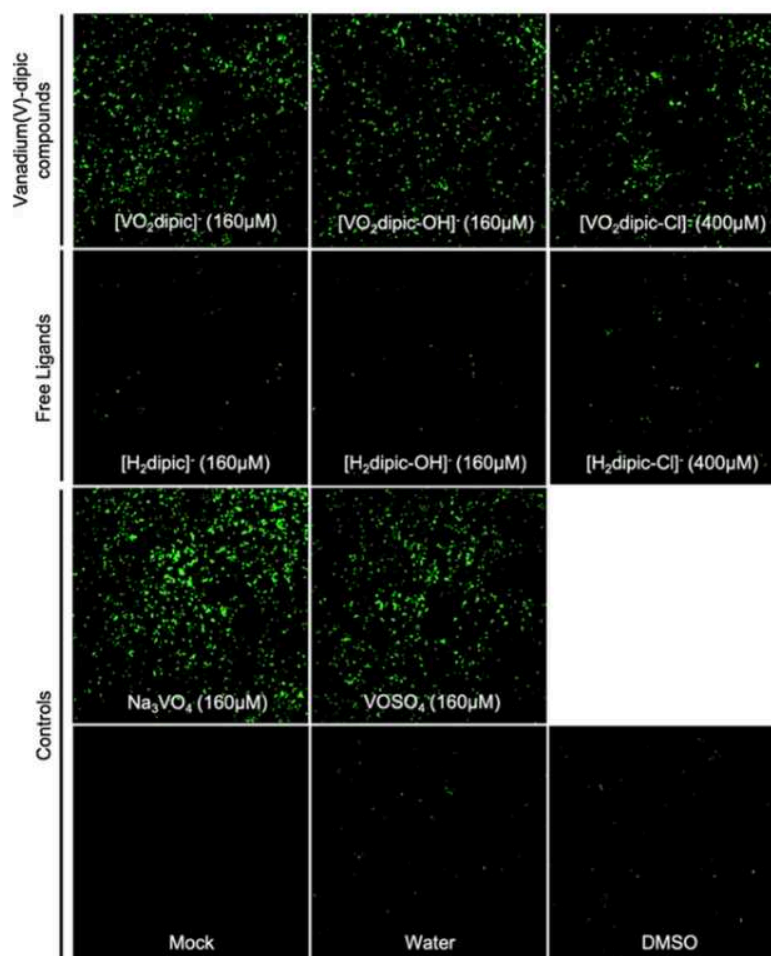 Vanadium(V)-dipic
compounds
[VO₂dipic]⁻ (160µM)
[VO₂dipic-OH]⁻ (160µM)
[VO₂dipic-Cl]⁻ (400µM)
Free Ligands
[H₂dipic]⁻ (160µM)
[H₂dipic-OH]⁻ (160µM)
[H₂dipic-Cl]⁻ (400µM)
Controls
Na₃VO₄ (160µM)
VOSO₄ (160µM)
Mock
Water
DMSO